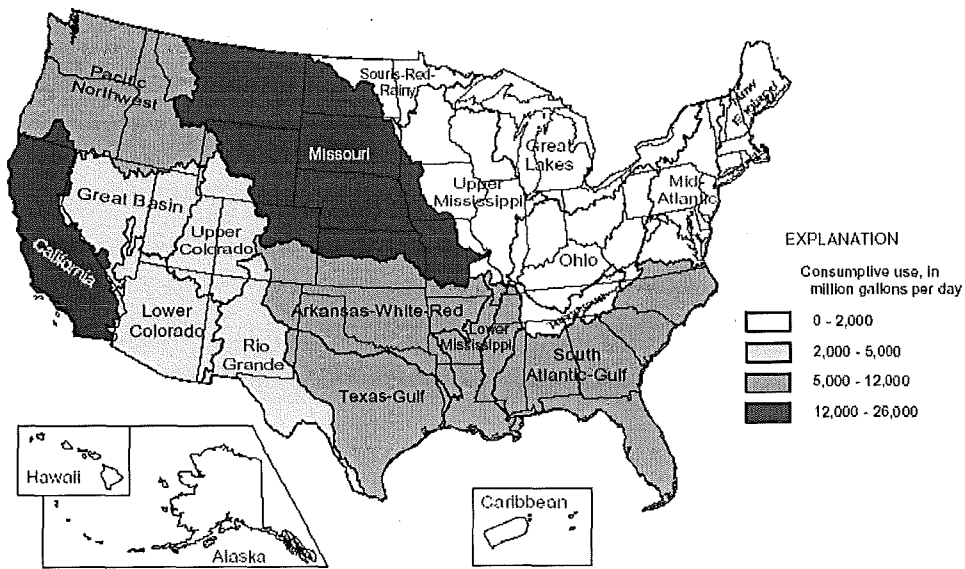 Pacific
Northwest
Souris-Red-
Rainy
Missouri
Great
Lakes
New
England
Upper
Mississippi
Mid
Atlantic
Great Basin
Upper
Colorado
California
Ohio
Tennessee
Lower
Colorado
Arkansas-White-Red
Lower
Mississippi
Rio
Grande
Texas-Gulf
South
Atlantic-Gulf
EXPLANATION
Consumptive use, in
million gallons per day
0 - 2,000
2,000 - 5,000
5,000 - 12,000
12,000 - 26,000
Hawaii
Alaska
Caribbean